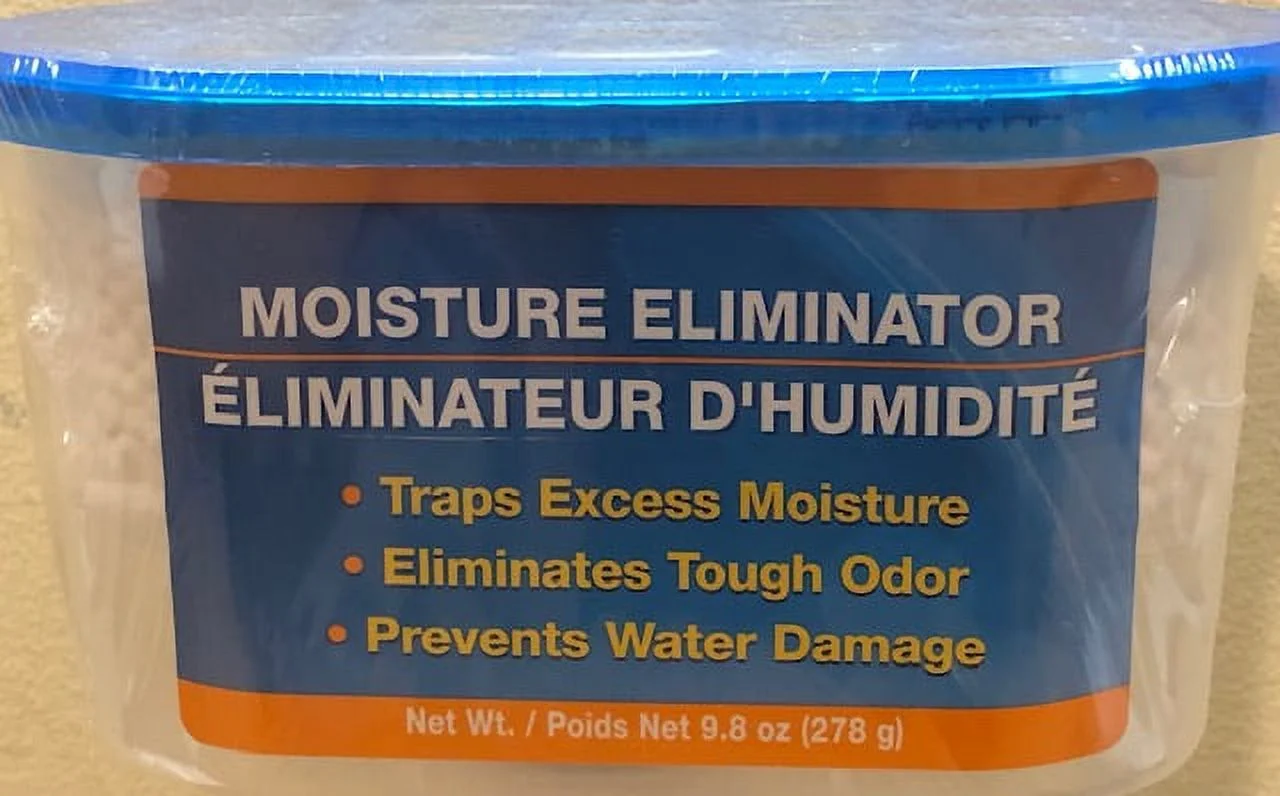 MOISTURE ELIMINATOR
ÉLIMINATEUR D'HUMIDITÉ
• Traps Excess Moisture
• Eliminates Tough Odor
• Prevents Water Damage
Net Wt. / Poids Net 9.8 oz (278 g)